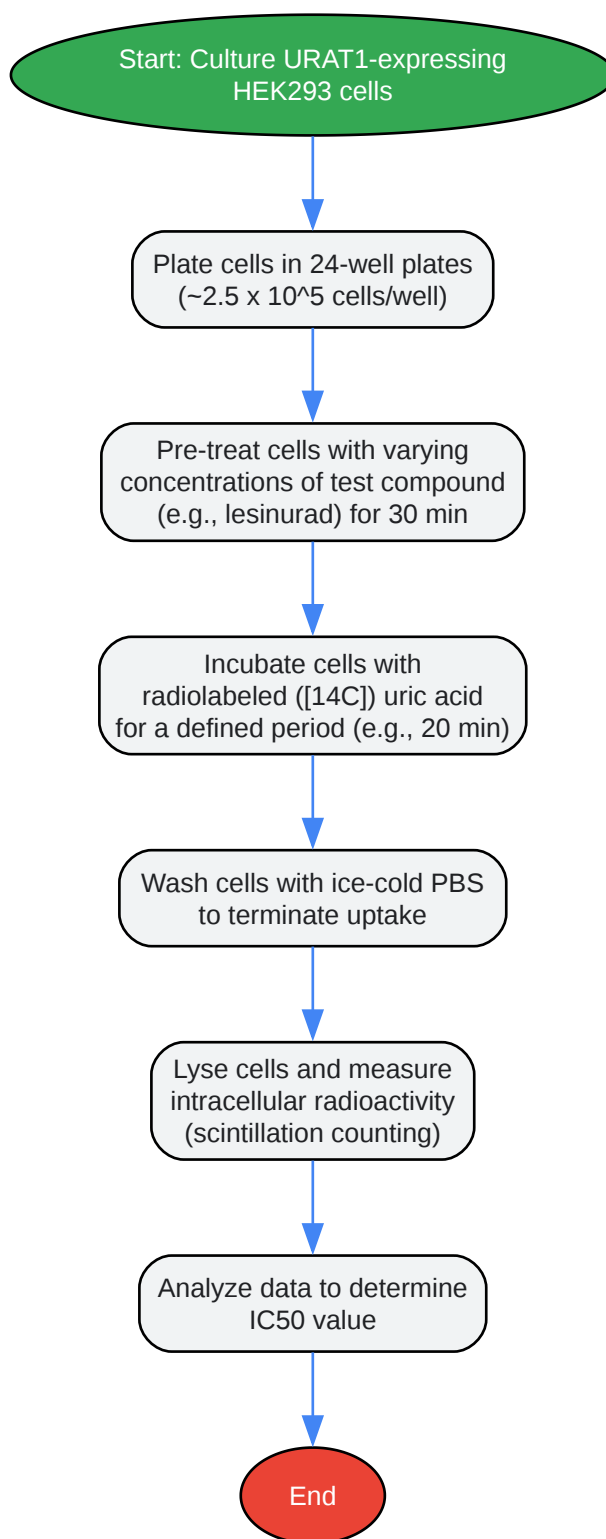 Start: Culture URAT1-expressing
HEK293 cells
Plate cells in 24-well plates
(~2.5 x 10^5 cells/well)
Pre-treat cells with varying
concentrations of test compound
(e.g., lesinurad) for 30 min
Incubate cells with
radiolabeled ([14C]) uric acid
for a defined period (e.g., 20 min)
Wash cells with ice-cold PBS
to terminate uptake
Lyse cells and measure
intracellular radioactivity
(scintillation counting)
Analyze data to determine
IC50 value
End